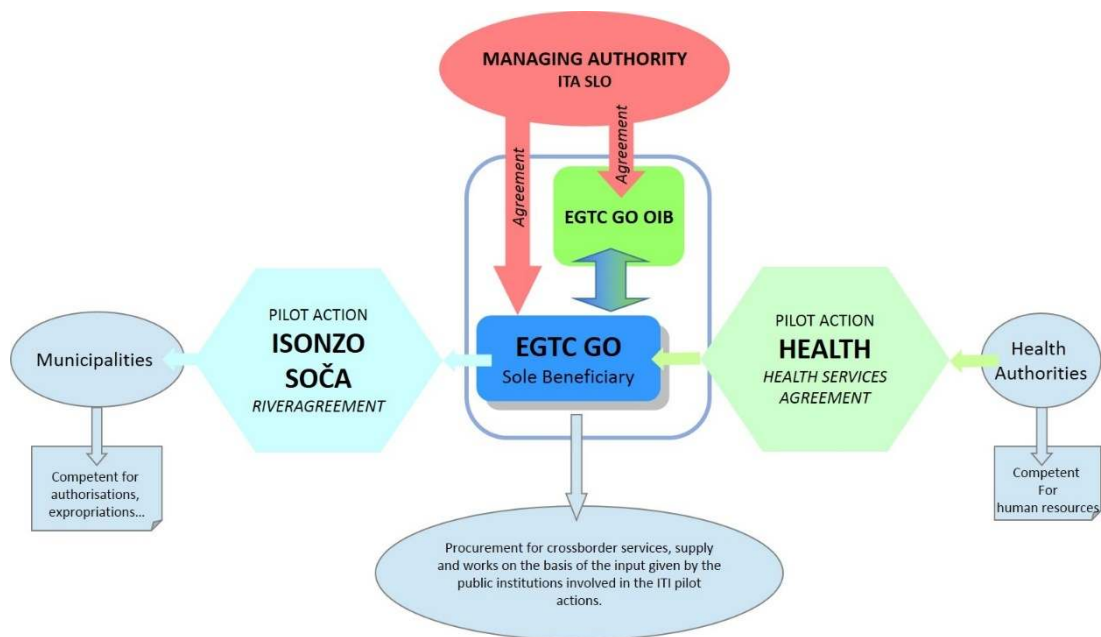 MANAGING AUTHORITY
ITA SLO
Agreement
Agreement
EGTC GO OIB
PILOT ACTION
ISONZO
SOČA
RIVERAGREEMENT
EGTC GO
Sole Beneficiary
PILOT ACTION
HEALTH
HEALTH SERVICES
AGREEMENT
Municipalities
Health
Authorities
Competent for
authorisations,
expropriations...
Competent
For
human resources
Procurement for crossborder services, supply
and works on the basis of the input given by the
public institutions involved in the ITI pilot
actions.